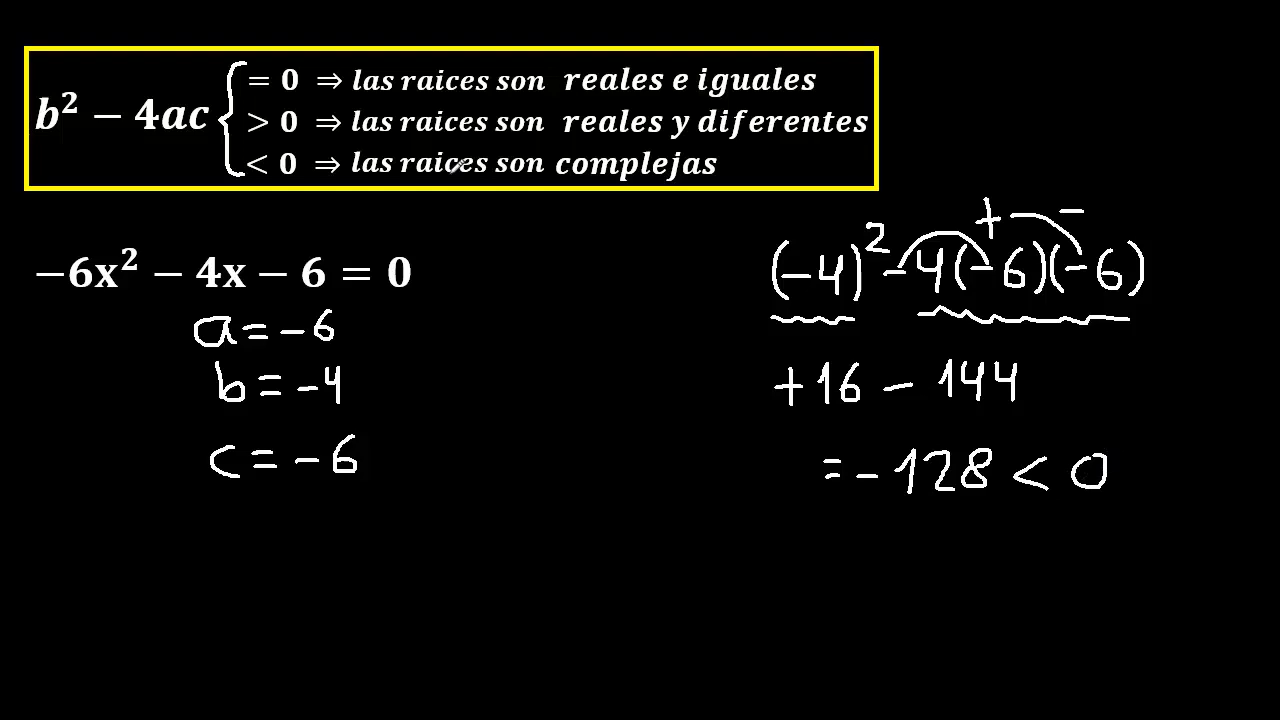 b² − 4ac { = 0 ⇒ las raices son reales e iguales
> 0 ⇒ las raices son reales y diferentes
< 0 ⇒ las raices son complejas
−6x² − 4x − 6 = 0
a = −6
b = −4
c = −6
+ −
(−4)² − 4(−6)(−6)
+16 − 144
= −128 < 0